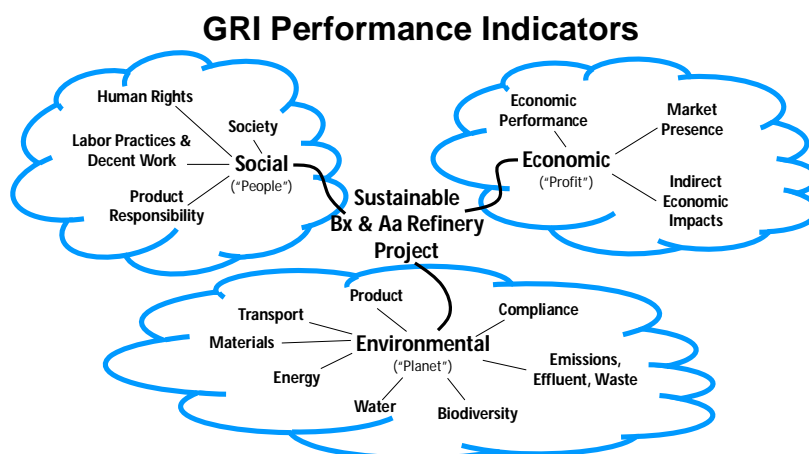 GRI Performance Indicators
Human Rights
Society
Labor Practices &
Decent Work
Social
("People")
Product
Responsibility
Economic
Performance
Market
Presence
Economic
("Profit")
Indirect
Economic
Impacts
Sustainable
Bx & Aa Refinery
Project
Product
Transport
Compliance
Materials
Environmental
("Planet")
Emissions,
Effluent, Waste
Energy
Water
Biodiversity